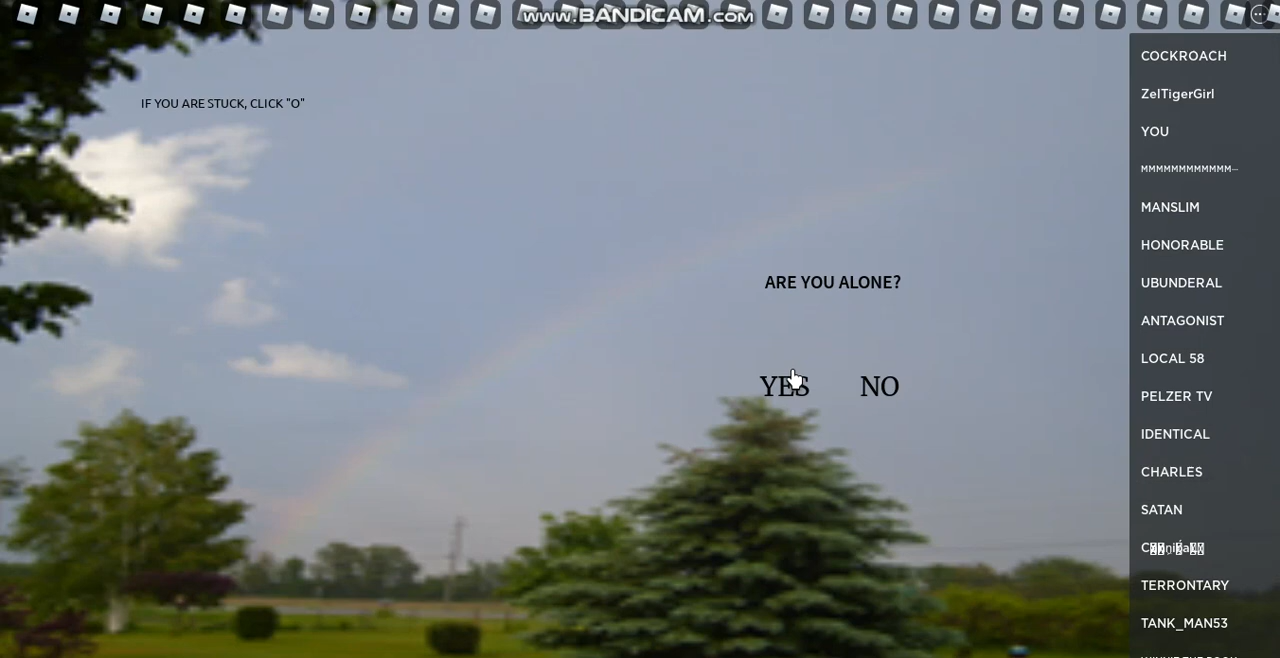 www.BANDICAM.com
COCKROACH
IF YOU ARE STUCK, CLICK "O"
ZelTigerGirl
YOU
MANSLIM
HONORABLE
ARE YOU ALONE?
UBUNDERAL
ANTAGONIST
LOCAL 58
YES NO
PELZER TV
IDENTICAL
CHARLES
SATAN
TERRONTARY
TANK_MAN53